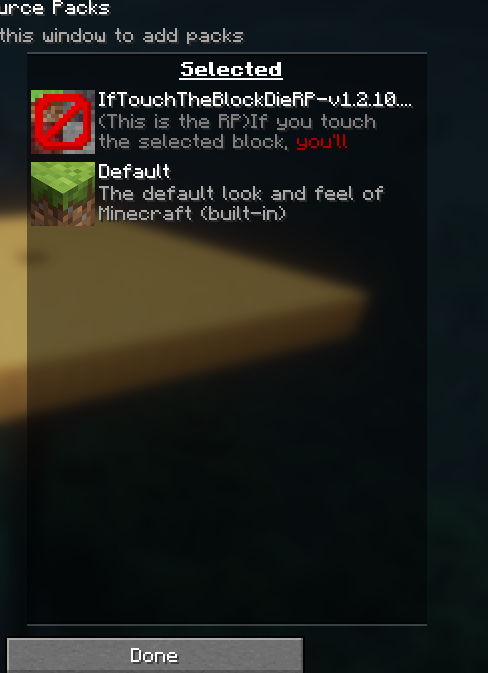 urce Packs
this window to add packs
Selected
IfTouchTheBlockDieRP-v1.2.10....
(This is the RP)If you touch
the selected block, you'll
Default
The default look and feel of
Minecraft (built-in)
Done